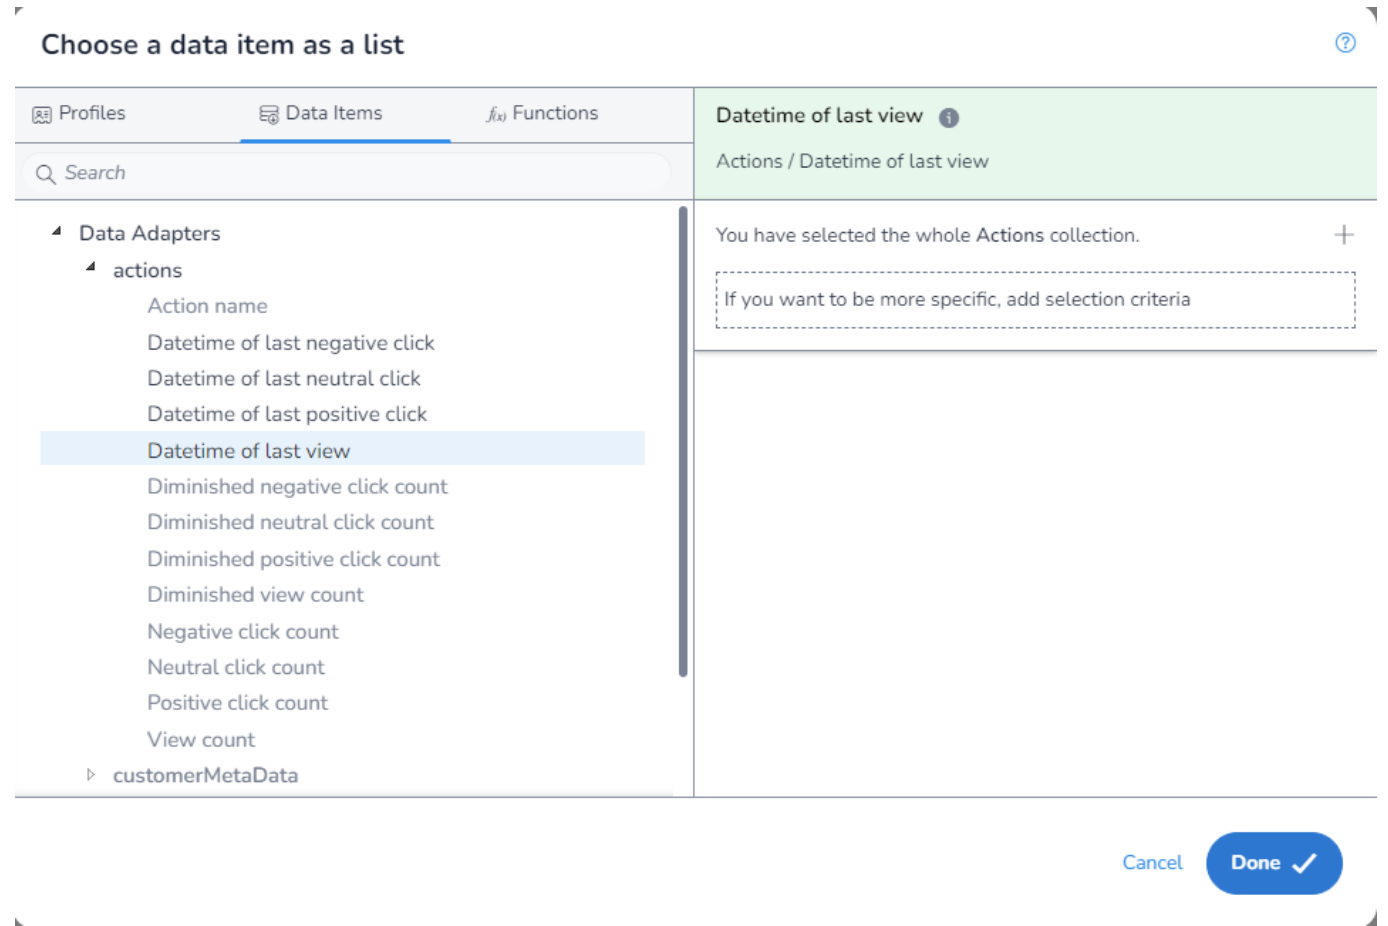 Choose a data item as a list
Profiles
Data Items
f(x) Functions
Search
Data Adapters
actions
Action name
Datetime of last negative click
Datetime of last neutral click
Datetime of last positive click
Datetime of last view
Diminished negative click count
Diminished neutral click count
Diminished positive click count
Diminished view count
Negative click count
Neutral click count
Positive click count
View count
customerMetaData
Datetime of last view
Actions / Datetime of last view
You have selected the whole Actions collection.
If you want to be more specific, add selection criteria
Cancel
Done